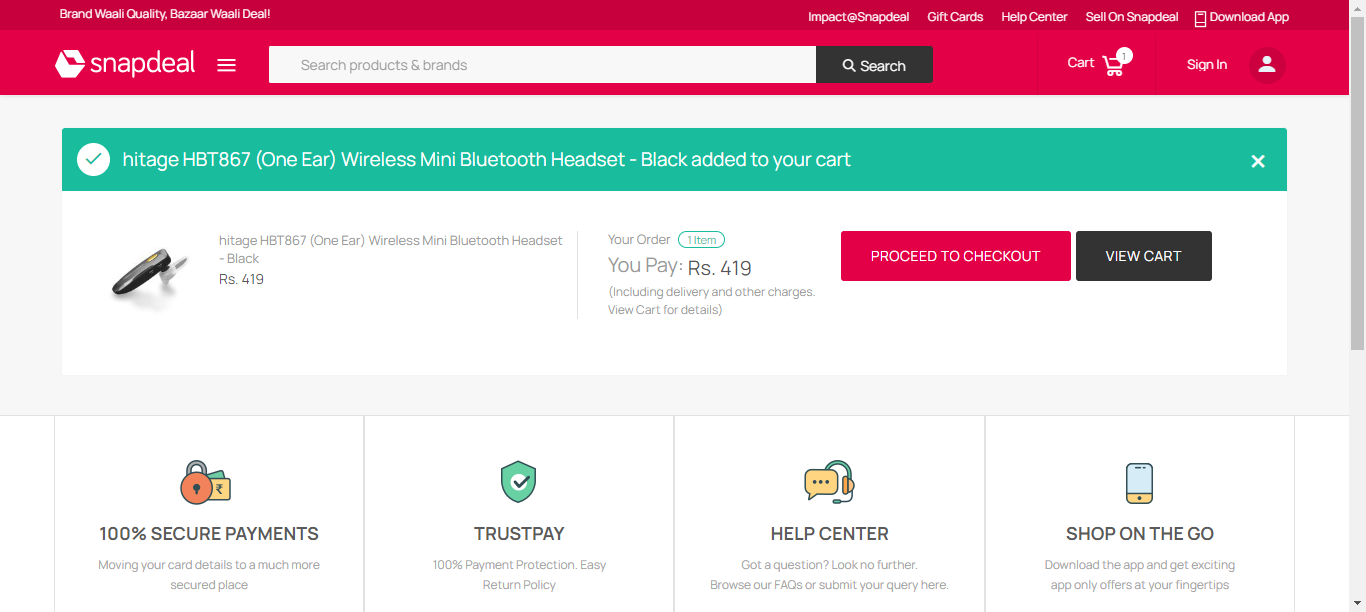 Brand Waali Quality, Bazaar Waali Deal!
Impact@Snapdeal Gift Cards Help Center Sell On Snapdeal Download App
snapdeal
Search products & brands
Search
Cart 1
Sign In
hitage HBT867 (One Ear) Wireless Mini Bluetooth Headset - Black added to your cart
hitage HBT867 (One Ear) Wireless Mini Bluetooth Headset
- Black
Rs. 419
Your Order 1 Item
You Pay: Rs. 419
(Including delivery and other charges.
View Cart for details)
PROCEED TO CHECKOUT
VIEW CART
100% SECURE PAYMENTS
Moving your card details to a much more
secured place
TRUSTPAY
100% Payment Protection. Easy
Return Policy
HELP CENTER
Got a question? Look no further.
Browse our FAQs or submit your query here.
SHOP ON THE GO
Download the app and get exciting
app only offers at your fingertips